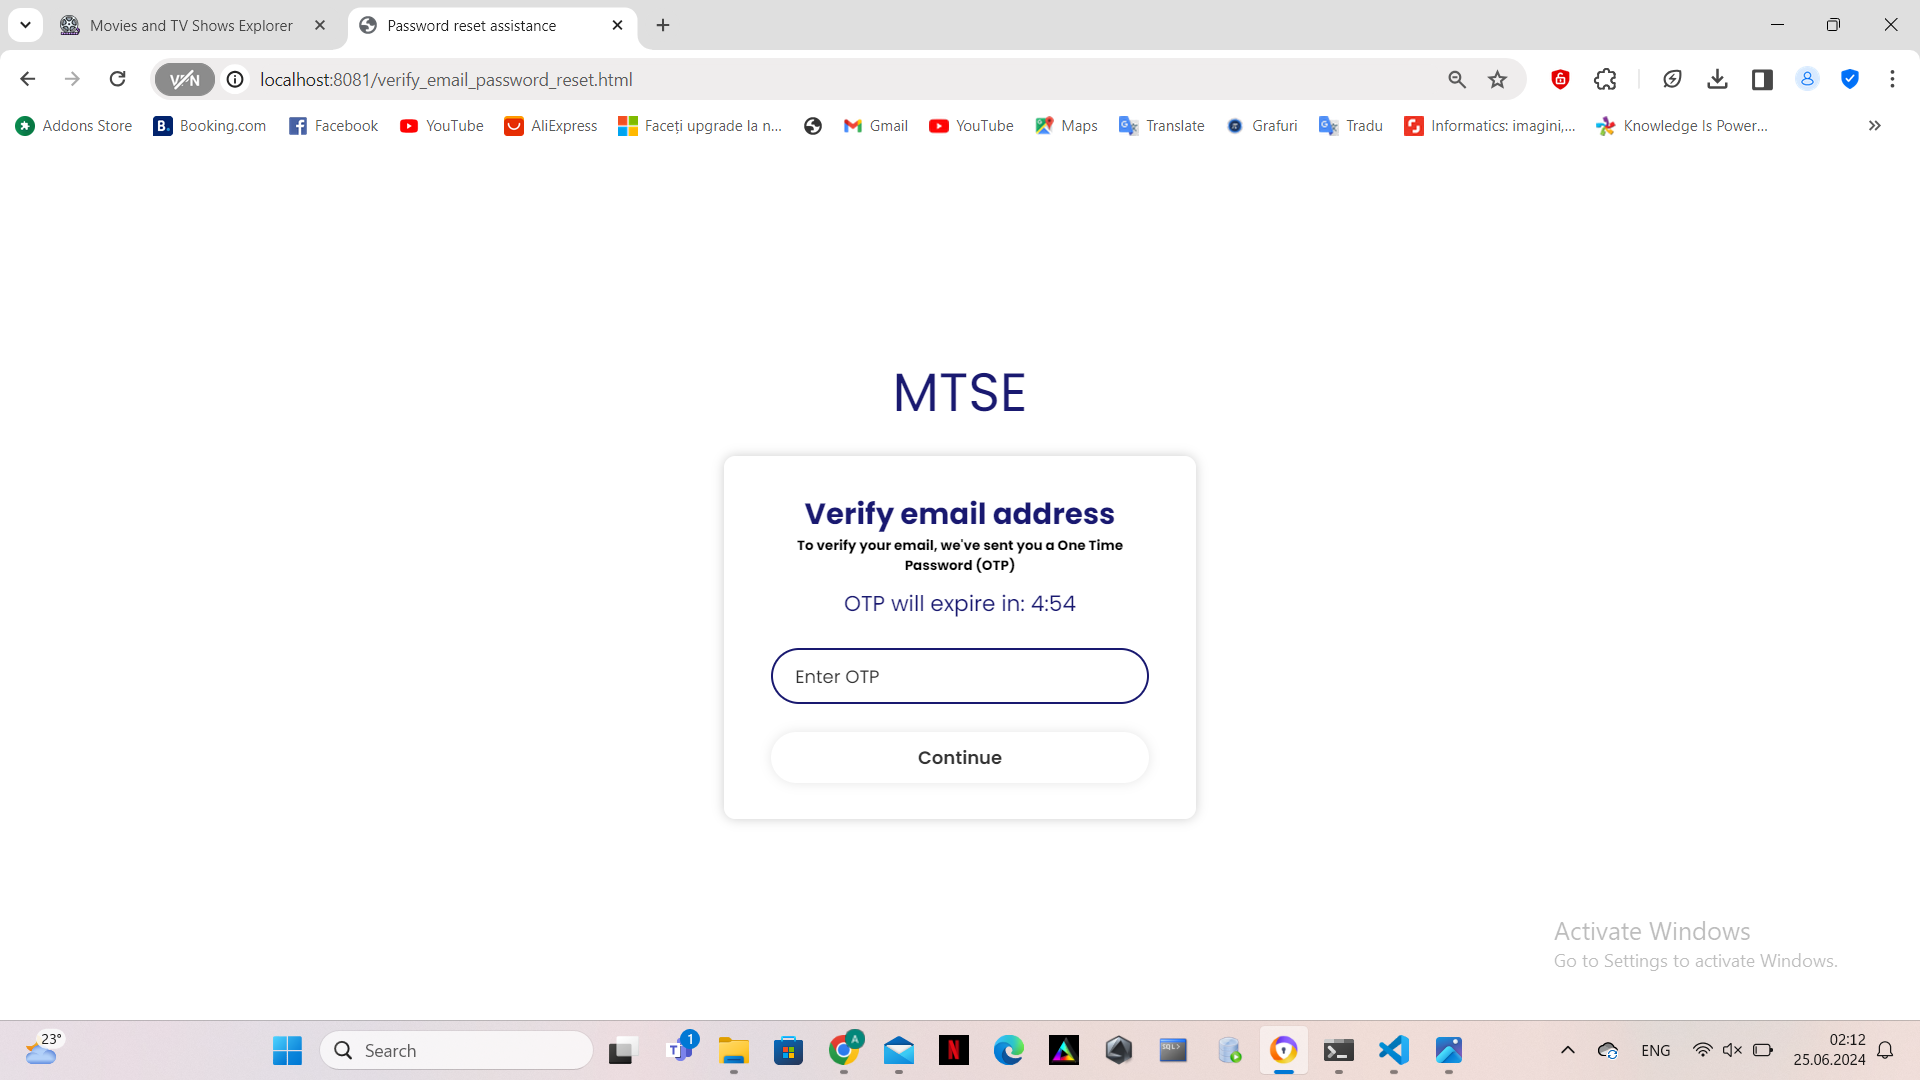 Movies and TV Shows Explorer
Password reset assistance
VPN
localhost:8081/verify_email_password_reset.html
Addons Store
B. Booking.com
Facebook
YouTube
AliExpress
Faceți upgrade la n...
Gmail
YouTube
Maps
Translate
Grafuri
Tradu
Informatics: imagini,...
Knowledge Is Power...
MTSE
Verify email address
To verify your email, we've sent you a One Time
Password (OTP)
OTP will expire in: 4:54
Enter OTP
Continue
Activate Windows
Go to Settings to activate Windows.
23°
Search
1
A
N
SQL>
ENG
02:12
25.06.2024